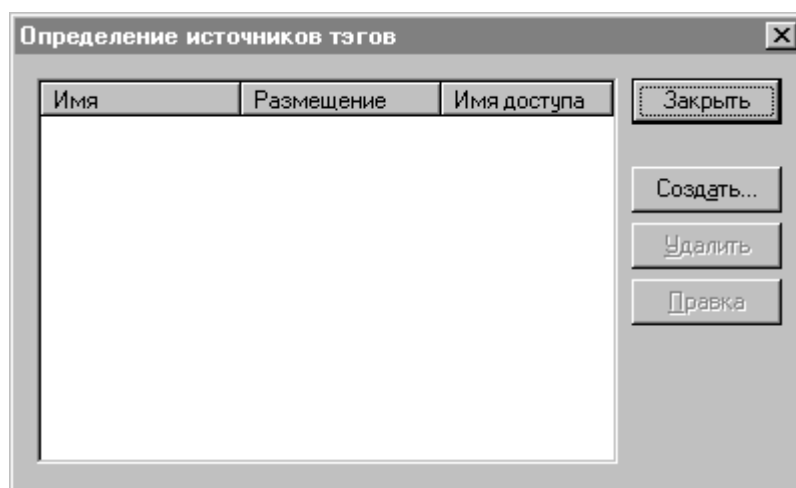 Определение источников тэгов
Имя Размещение Имя доступа
Закрыть
Создать...
Удалить
Правка